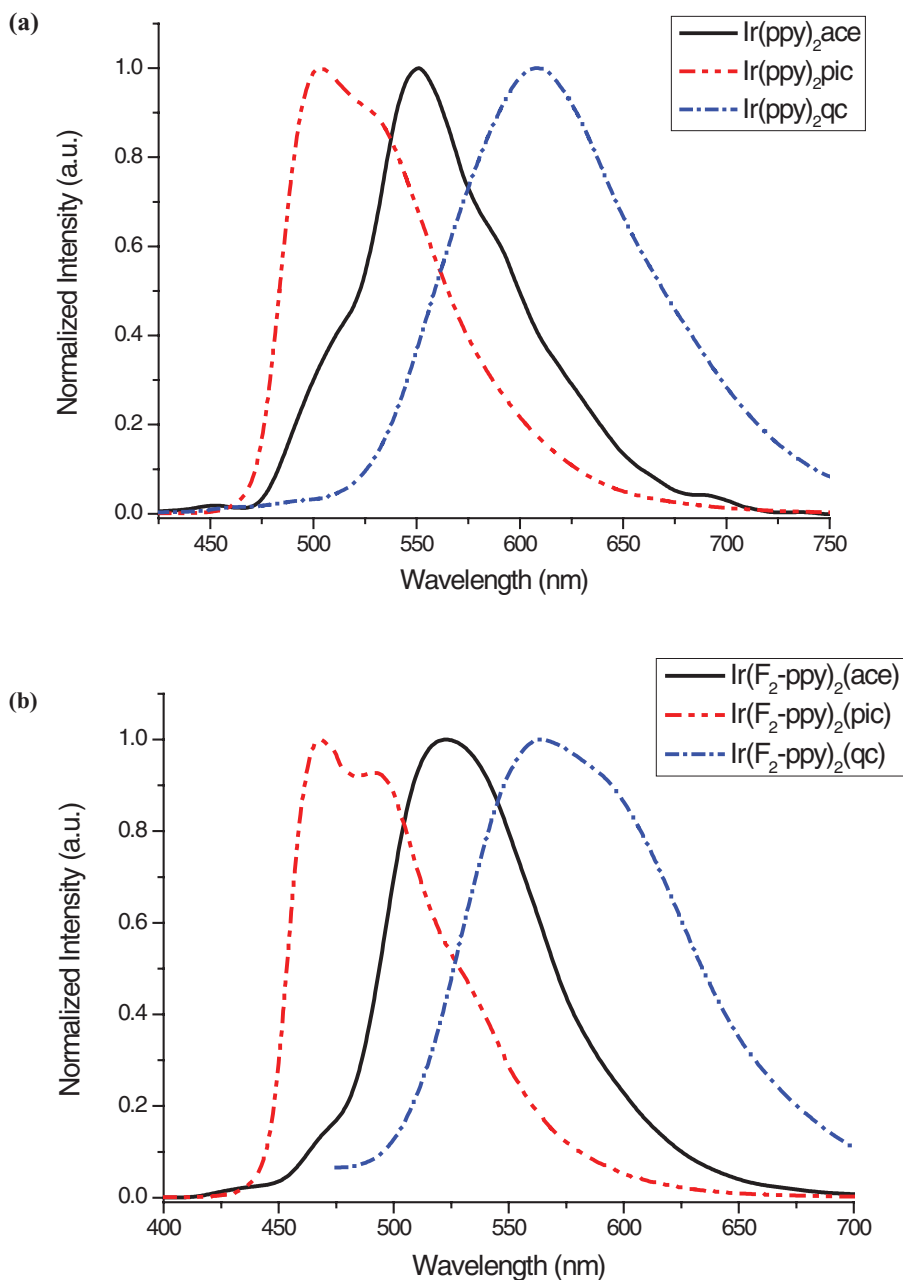 (a)
Ir(ppy)₂ace
Ir(ppy)₂pic
Ir(ppy)₂qc
1.0
0.8
0.6
0.4
0.2
0.0
Normalized Intensity (a.u.)
450 500 550 600 650 700 750
Wavelength (nm)
(b)
Ir(F₂-ppy)₂(ace)
Ir(F₂-ppy)₂(pic)
Ir(F₂-ppy)₂(qc)
1.0
0.8
0.6
0.4
0.2
0.0
Normalized Intensity (a.u.)
400 450 500 550 600 650 700
Wavelength (nm)